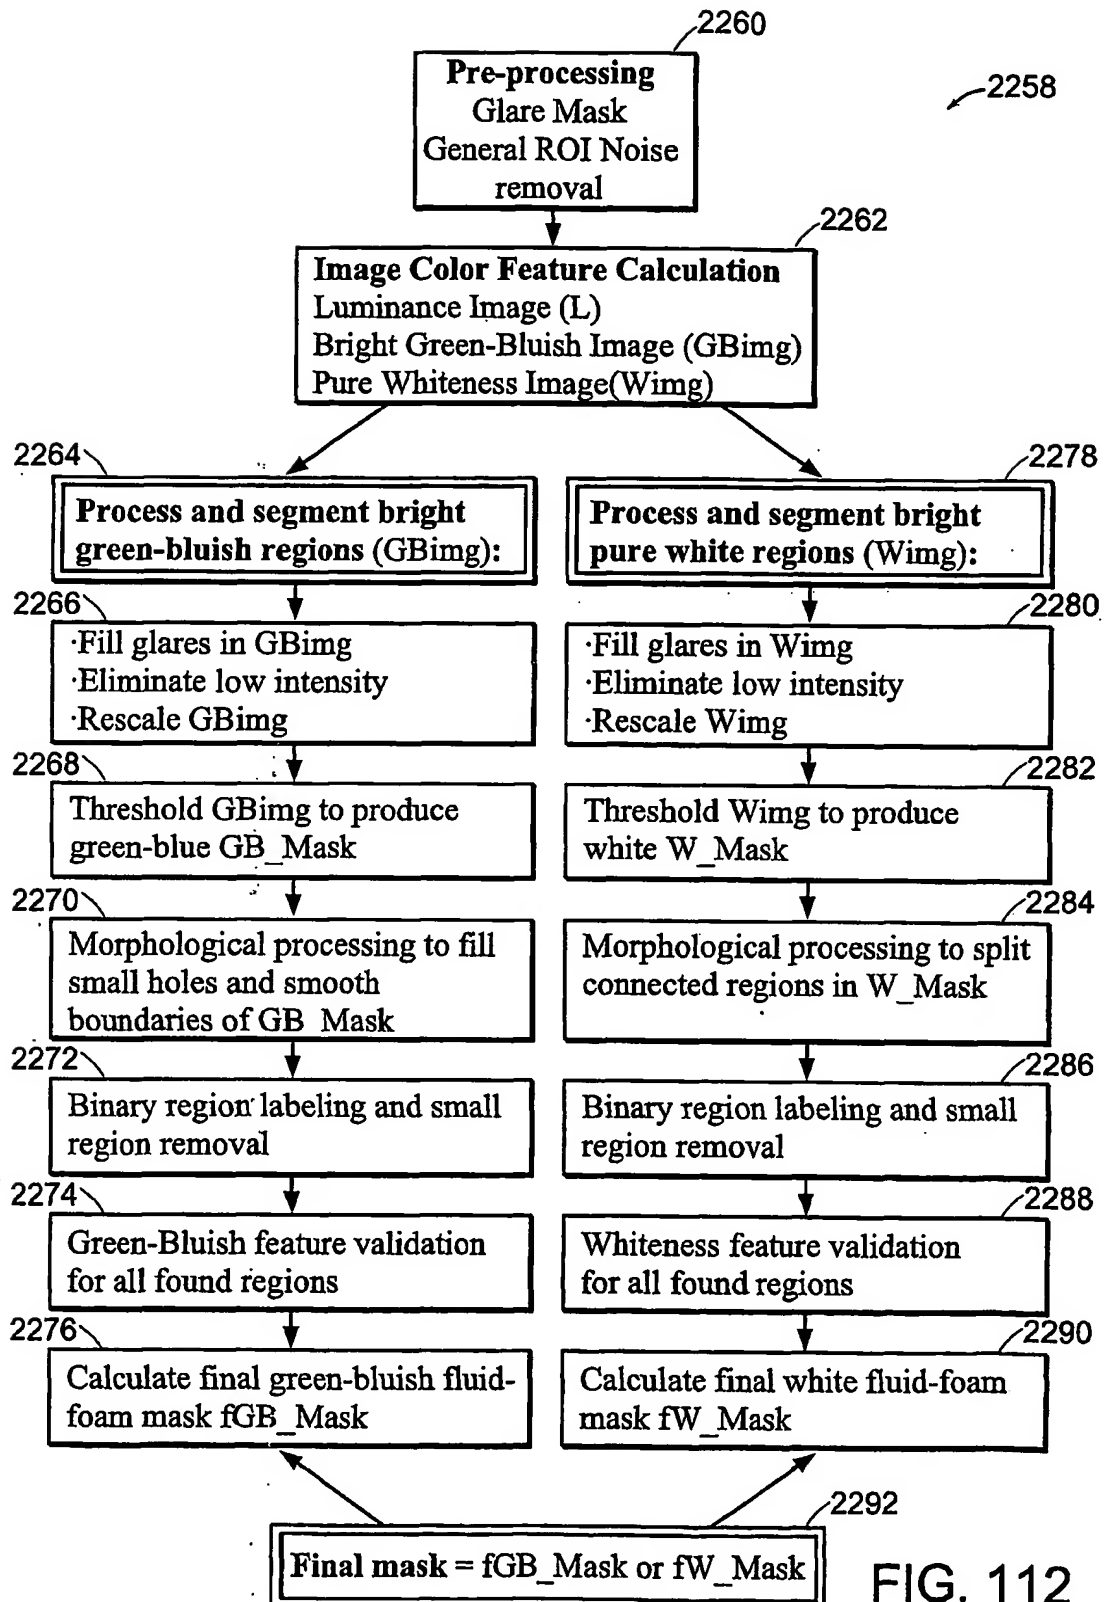 2260
2258
Pre-processing
Glare Mask
General ROI Noise
removal
2262
Image Color Feature Calculation
Luminance Image (L)
Bright Green-Bluish Image (GBimg)
Pure Whiteness Image(Wimg)
2264
Process and segment bright
green-bluish regions (GBimg):
2266
·Fill glares in GBimg
·Eliminate low intensity
·Rescale GBimg
2268
Threshold GBimg to produce
green-blue GB_Mask
2270
Morphological processing to fill
small holes and smooth
boundaries of GB_Mask
2272
Binary region labeling and small
region removal
2274
Green-Bluish feature validation
for all found regions
2276
Calculate final green-bluish fluid-
foam mask fGB_Mask
2278
Process and segment bright
pure white regions (Wimg):
2280
·Fill glares in Wimg
·Eliminate low intensity
·Rescale Wimg
2282
Threshold Wimg to produce
white W_Mask
2284
Morphological processing to split
connected regions in W_Mask
2286
Binary region labeling and small
region removal
2288
Whiteness feature validation
for all found regions
2290
Calculate final white fluid-foam
mask fW_Mask
2292
Final mask = fGB_Mask or fW_Mask
FIG. 112